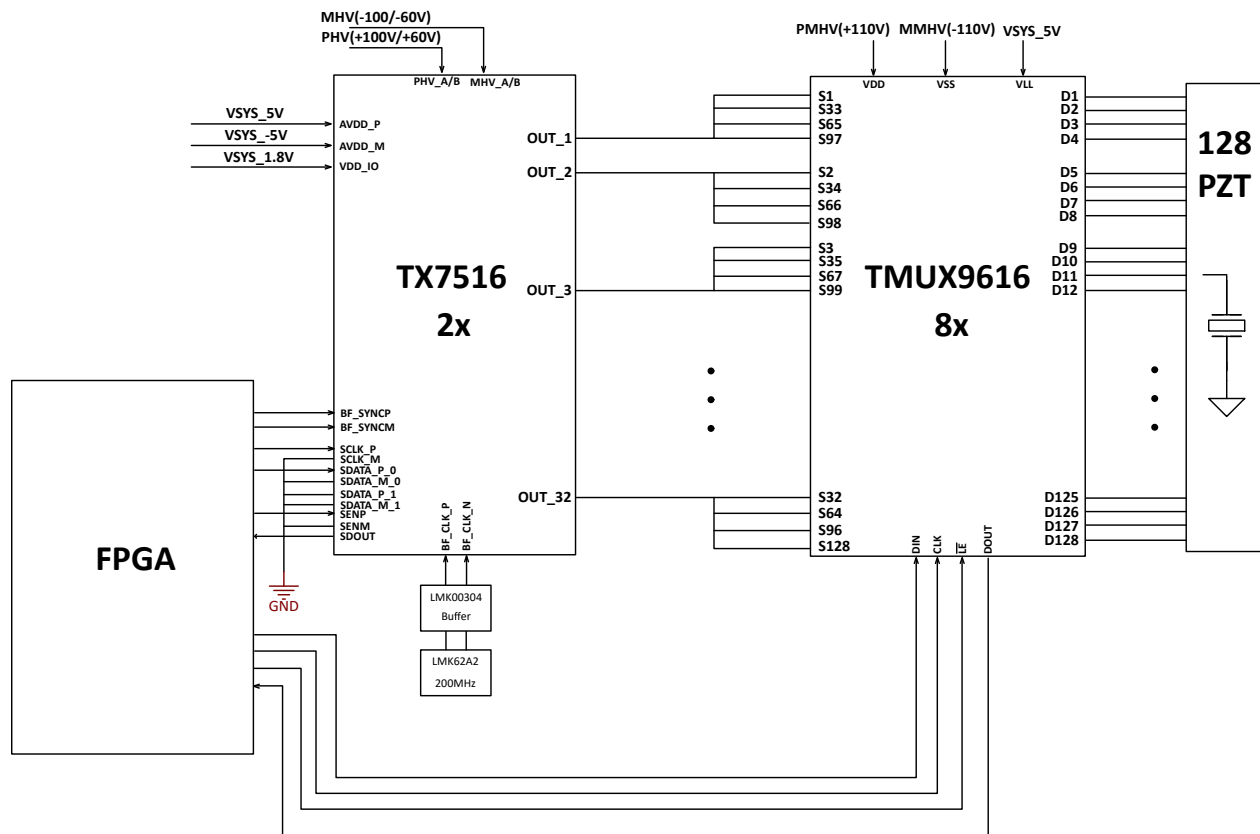 MHV(-100/-60V)
PHV(+100V/+60V)
PHV_A/B
MHV_A/B
VSYS_5V
VSYS_-5V
VSYS_1.8V
AVDD_P
AVDD_M
VDD_IO
OUT_1
OUT_2
OUT_3
OUT_32
TX7516
2x
PMHV(+110V)
MMHV(-110V)
VSYS_5V
VDD
VSS
VLL
S1
S33
S65
S97
S2
S34
S66
S98
S3
S35
S67
S99
S32
S64
S96
S128
TMUX9616
8x
D1
D2
D3
D4
D5
D6
D7
D8
D9
D10
D11
D12
D125
D126
D127
D128
128
PZT
FPGA
BF_SYNCP
BF_SYNCM
SCLK_P
SCLK_M
SDATA_P_0
SDATA_M_0
SDATA_P_1
SDATA_M_1
SENP
SENM
SDOUT
GND
BF_CLK_P
BF_CLK_N
LMK00304
Buffer
LMK62A2
200MHz
DIN
CLK
LE
DOUT